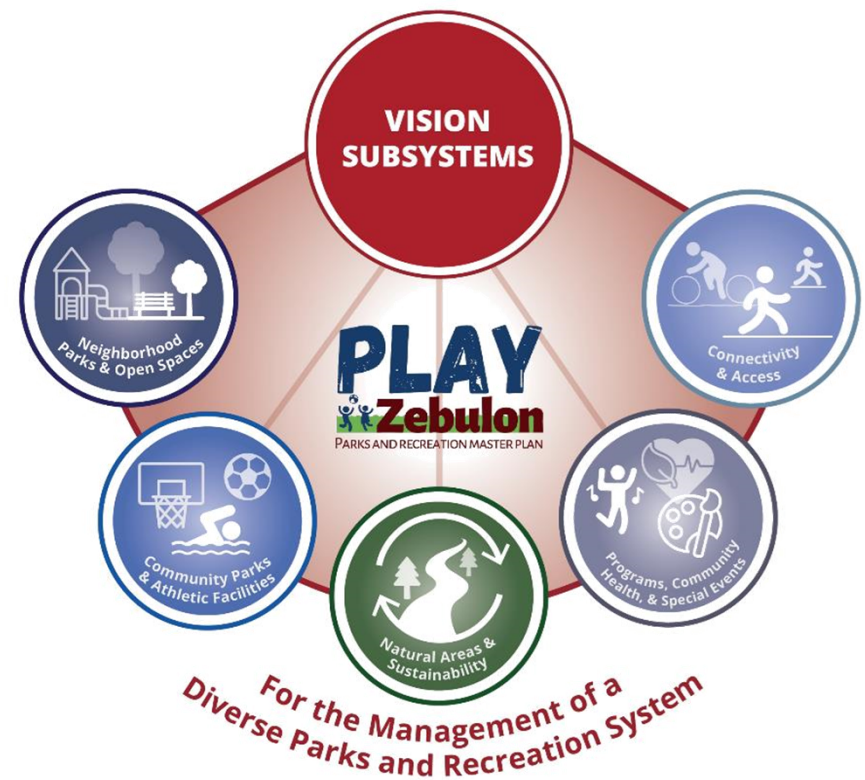 VISION
SUBSYSTEMS
Neighborhood
Parks & Open Spaces
Connectivity
& Access
PLAY
Zebulon
PARKS AND RECREATION MASTER PLAN
Community Parks
& Athletic Facilities
Programs, Community
Health, & Special Events
Natural Areas &
Sustainability
For the Management of a
Diverse Parks and Recreation System